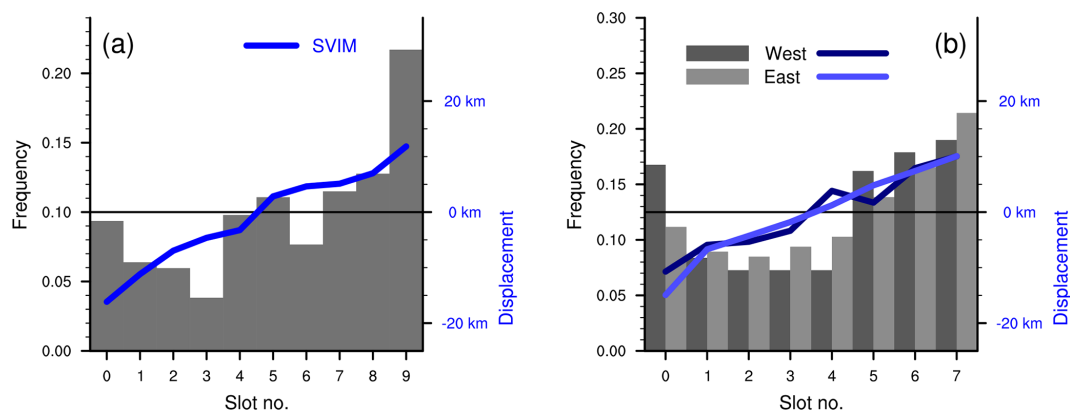 (a)
SVIM
0.20
0.15
0.10
0.05
0.00
Frequency
20 km
0 km
-20 km
Displacement
0 1 2 3 4 5 6 7 8 9
Slot no.
(b)
West
East
0.30
0.25
0.20
0.15
0.10
0.05
0.00
Frequency
20 km
0 km
-20 km
Displacement
0 1 2 3 4 5 6 7
Slot no.